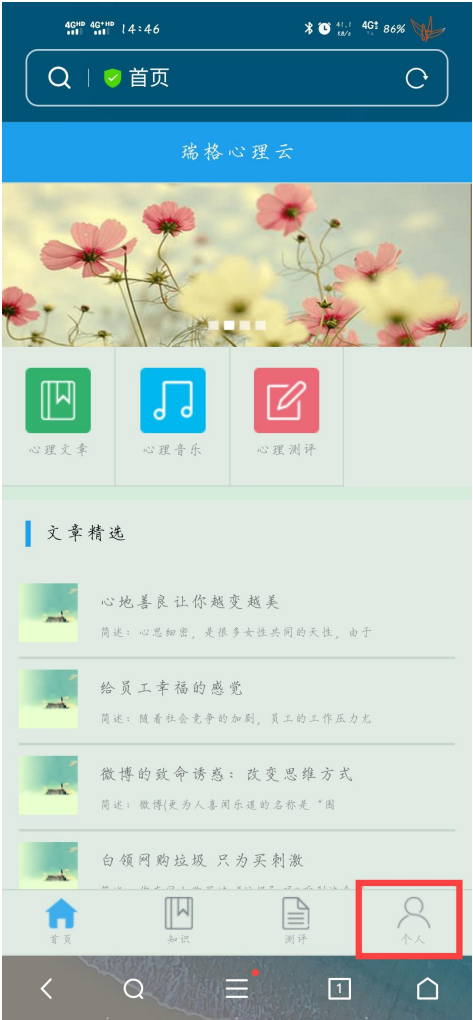 4GHD 4G+HD 14:46 41.1 KB/s 4G 86%
首页
瑞格心理云
心理文章 心理音乐 心理测评
文章精选
心地善良让你越变越美
简述：心思细密，是很多女性共同的天性，由于
给员工幸福的感觉
简述：随着社会竞争的加剧，员工的工作压力尤
微博的致命诱惑：改变思维方式
简述：微博(更为人喜闻乐道的名称是“围
白领网购垃圾 只为买刺激
首页 知识 测评 个人
1